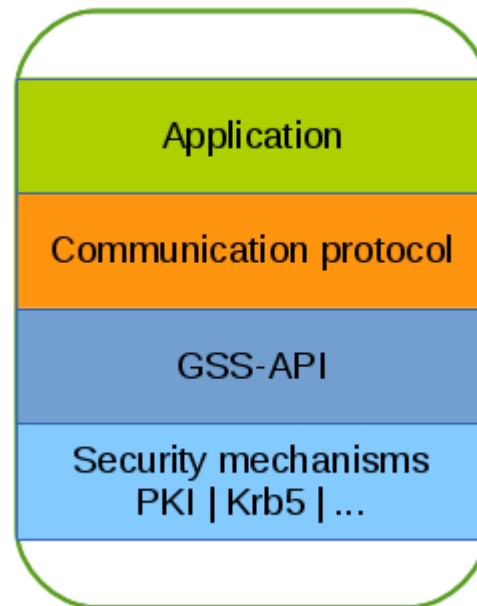 Application
Communication protocol
GSS-API
Security mechanisms
PKI | Krb5 | ...